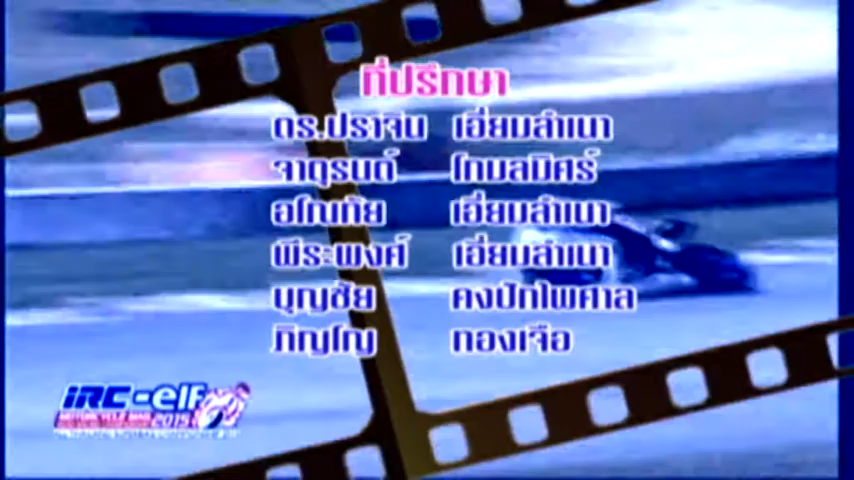 ที่ปรึกษา
ดร.ปราจิน เอี่ยมลำเนา
จาตุรนต์ โกมลมิศร์
อโณทัย เอี่ยมลำเนา
พีระพงศ์ เอี่ยมลำเนา
บุญชัย คงปักไพศาล
ภิญโญ ทองเจือ
iRC-elf
MOTORCYCLE MAG 2015